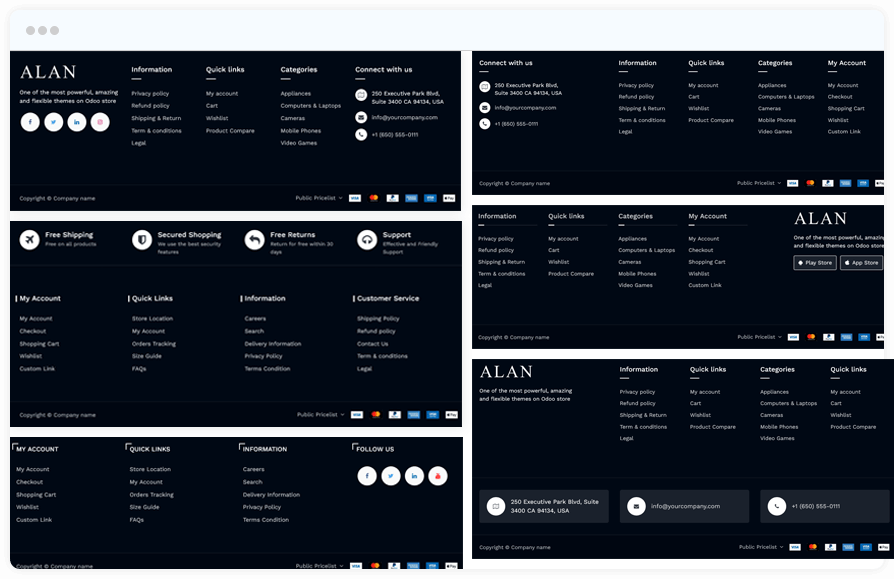 ALAN
One of the most powerful, amazing
and flexible themes on Odoo store
Information
Privacy policy
Refund policy
Shipping & Return
Term & conditions
Legal
Quick links
My account
Cart
Wishlist
Product Compare
Categories
Appliances
Computers & Laptops
Cameras
Mobile Phones
Video Games
Connect with us
250 Executive Park Blvd,
Suite 3400 CA 94134, USA
info@yourcompany.com
+1 (650) 555-0111
Copyright © Company name
Public Pricelist
VISA
Pay
Free Shipping
Free on all products
Secured Shopping
We use the best security
features
Free Returns
Return for free within 30
days
Support
Effective and Friendly
Support
My Account
My Account
Checkout
Shopping Cart
Wishlist
Custom Link
Quick Links
Store Location
My Account
Orders Tracking
Size Guide
FAQs
Information
Careers
Search
Delivery Information
Privacy Policy
Terms Condition
Customer Service
Shipping Policy
Refund policy
Contact Us
Term & conditions
Legal
Copyright © Company name
Public Pricelist
VISA
Pay
MY ACCOUNT
My Account
Checkout
Shopping Cart
Wishlist
Custom Link
QUICK LINKS
Store Location
My Account
Orders Tracking
Size Guide
FAQs
INFORMATION
Careers
Search
Delivery Information
Privacy Policy
Terms Condition
FOLLOW US
Copyright © Company name
Public Pricelist
VISA
Pay
Connect with us
250 Executive Park Blvd,
Suite 3400 CA 94134, USA
info@yourcompany.com
+1 (650) 555-0111
Information
Privacy policy
Refund policy
Shipping & Return
Term & conditions
Legal
Quick links
My account
Cart
Wishlist
Product Compare
Categories
Appliances
Computers & Laptops
Cameras
Mobile Phones
Video Games
My Account
My Account
Checkout
Shopping Cart
Wishlist
Custom Link
Copyright © Company name
Public Pricelist
VISA
Information
Privacy policy
Refund policy
Shipping & Return
Term & conditions
Legal
Quick links
My account
Cart
Wishlist
Product Compare
Categories
Appliances
Computers & Laptops
Cameras
Mobile Phones
Video Games
My Account
My Account
Checkout
Shopping Cart
Wishlist
Custom Link
ALAN
One of the most powerful, amazing
and flexible themes on Odoo store
Play Store
App Store
Copyright © Company name
Public Pricelist
VISA
ALAN
One of the most powerful, amazing
and flexible themes on Odoo store
Information
Privacy policy
Refund policy
Shipping & Return
Term & conditions
Legal
Quick links
My account
Cart
Wishlist
Product Compare
Categories
Appliances
Computers & Laptops
Cameras
Mobile Phones
Video Games
Quick links
My account
Cart
Wishlist
Product Compare
250 Executive Park Blvd, Suite
3400 CA 94134, USA
info@yourcompany.com
+1 (650) 555-0111
Copyright © Company name
Public Pricelist
VISA
Pay